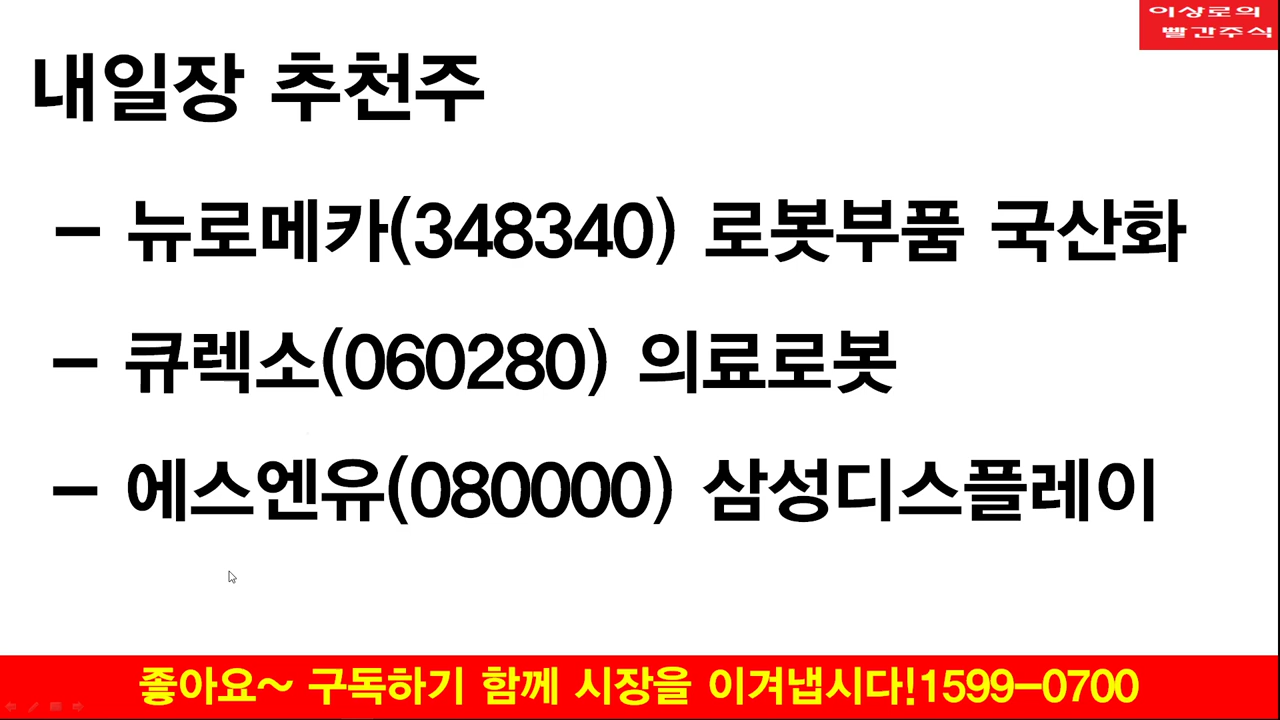 이상로의
빨간주식
내일장 추천주
- 뉴로메카(348340) 로봇부품 국산화
- 큐렉소(060280) 의료로봇
- 에스엔유(080000) 삼성디스플레이
좋아요~ 구독하기 함께 시장을 이겨냅시다!1599-0700